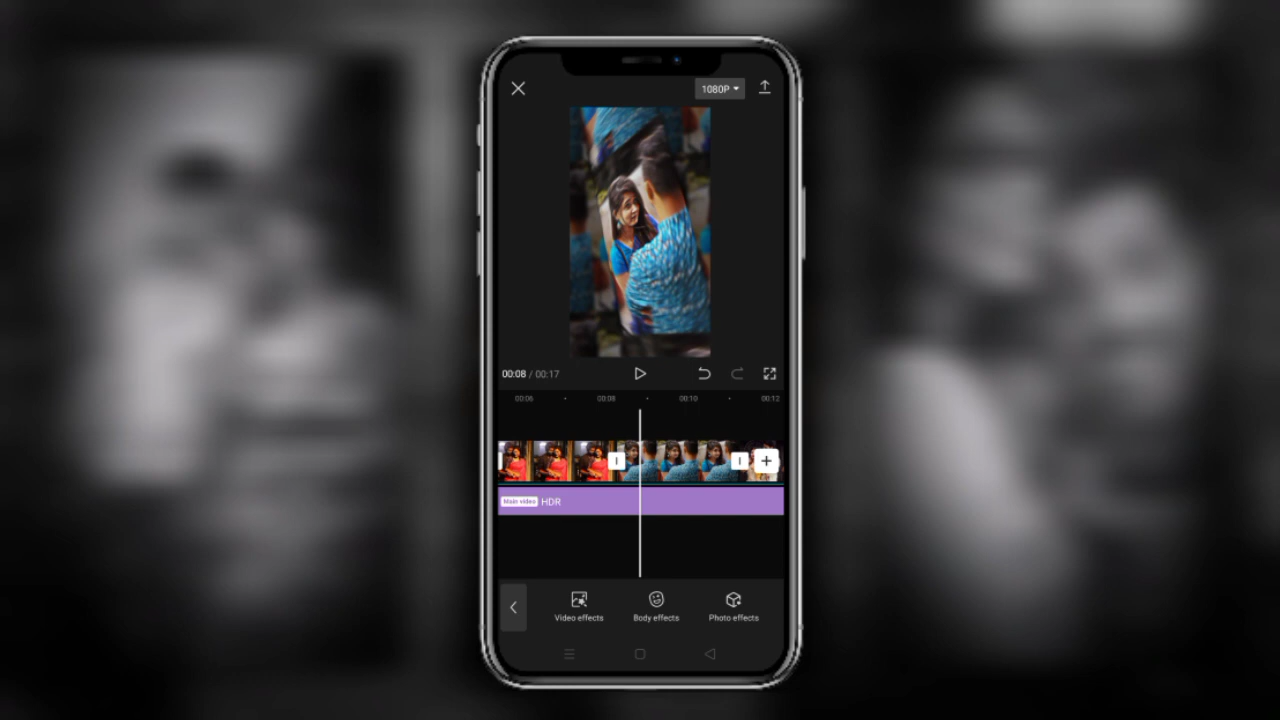 1080P
00:08 / 00:17
00:06 00:08 00:10 00:12
Main video HDR
Video effects Body effects Photo effects